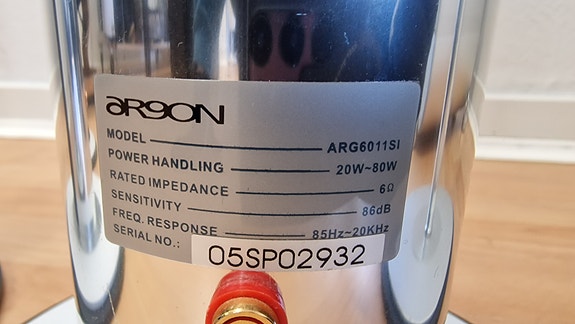 aRGON
MODEL ARG6011SI
POWER HANDLING 20W~80W
RATED IMPEDANCE 6Ω
SENSITIVITY 86dB
FREQ. RESPONSE 85Hz~20KHz
SERIAL NO.: 05SP02932